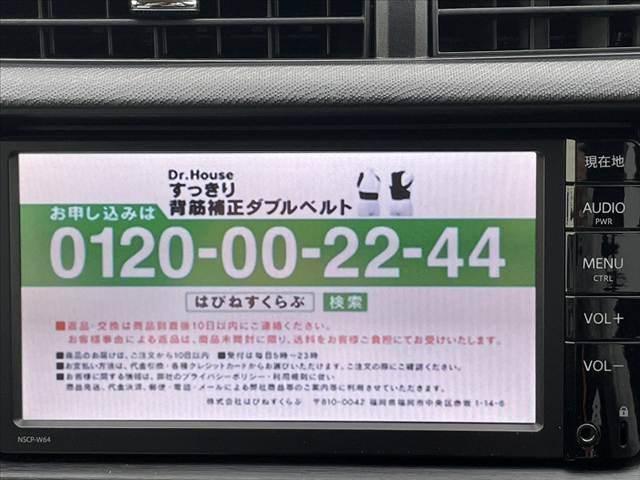 Dr.House
すっきり
背筋補正ダブルベルト
お申し込みは
0120-00-22-44
はぴねすくらぶ 検索
■返品・交換は商品到着後10日以内にご連絡ください。
お客様事由による返品は、商品未開封に限り、送料をお客様ご負担にてお受けいたします。
■商品のお届けは、ご注文から10日以内 ■受付は毎日5時〜23時
■お支払い方法は、代金引換・各種クレジットカードからお選びいただけます。ご注文の際にご確認ください。
■お客様に関する情報は、弊社のプライバシーポリシー・利用規則に従い
商品発送、代金決済、郵便・電話・メールによる弊社商品等のご案内等に利用させていただきます。
株式会社はぴねすくらぶ 〒810-0042 福岡県福岡市中央区赤坂1-14-6
NSCP-W64
現在地
AUDIO
PWR
MENU
CTRL
VOL+
VOL−